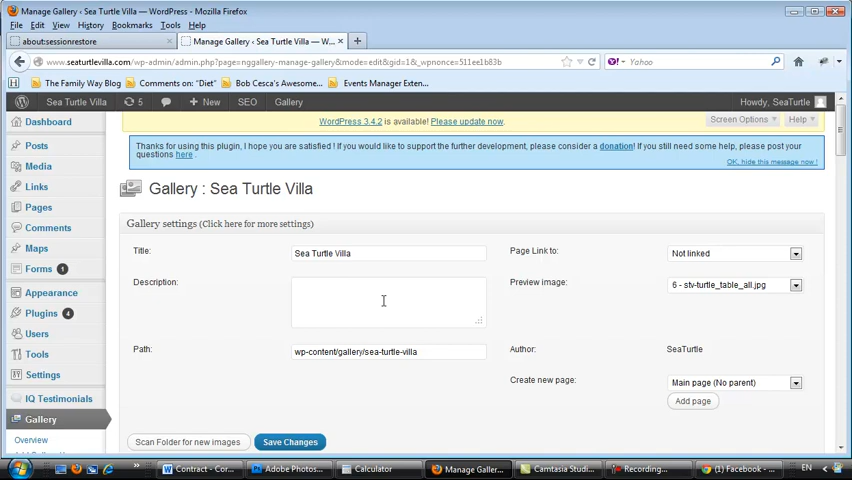 Manage Gallery ‹ Sea Turtle Villa — WordPress - Mozilla Firefox
File Edit View History Bookmarks Tools Help
about:sessionrestore
Manage Gallery ‹ Sea Turtle Villa — W...
www.seaturtlevilla.com/wp-admin/admin.php?page=nggallery-manage-gallery&mode=edit&gid=1&_wpnonce=511ee1b83b
Yahoo
The Family Way Blog Comments on: "Diet" Bob Cesca's Awesome... Events Manager Exten...
Sea Turtle Villa 5 + New SEO Gallery Howdy, SeaTurtle
WordPress 3.4.2 is available! Please update now.
Screen Options Help
Thanks for using this plugin, I hope you are satisfied ! If you would like to support the further development, please consider a donation! If you still need some help, please post your
questions here .
OK, hide this message now !
Dashboard
Posts
Media
Links
Pages
Comments
Maps
Forms 1
Appearance
Plugins 4
Users
Tools
Settings
IQ Testimonials
Gallery
Overview
Gallery : Sea Turtle Villa
Gallery settings (Click here for more settings)
Title: Sea Turtle Villa Page Link to: Not linked
Description: Preview image: 6 - stv-turtle_table_all.jpg
Path: wp-content/gallery/sea-turtle-villa Author: SeaTurtle
Create new page: Main page (No parent)
Add page
Scan Folder for new images Save Changes
Contract - Cor... Adobe Photos... Calculator Manage Galler... Camtasia Studi... Recording... (1) Facebook - ... EN